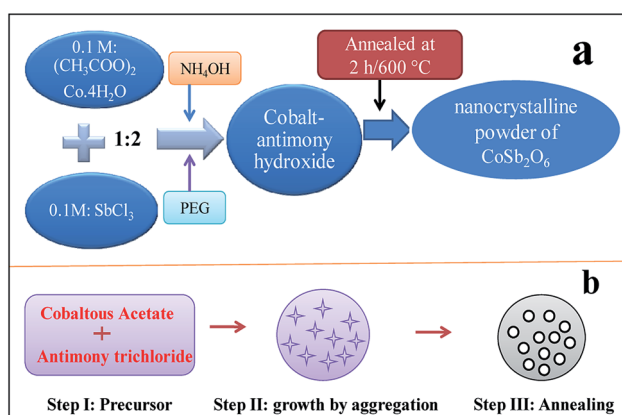 a
0.1 M:
(CH₃COO)₂
Co.4H₂O
NH₄OH
Annealed at
2 h/600 °C
1:2
Cobalt-
antimony
hydroxide
nanocrystalline
powder of
CoSb₂O₆
0.1M: SbCl₃
PEG
b
Cobaltous Acetate
+
Antimony trichloride
Step I: Precursor
Step II: growth by aggregation
Step III: Annealing